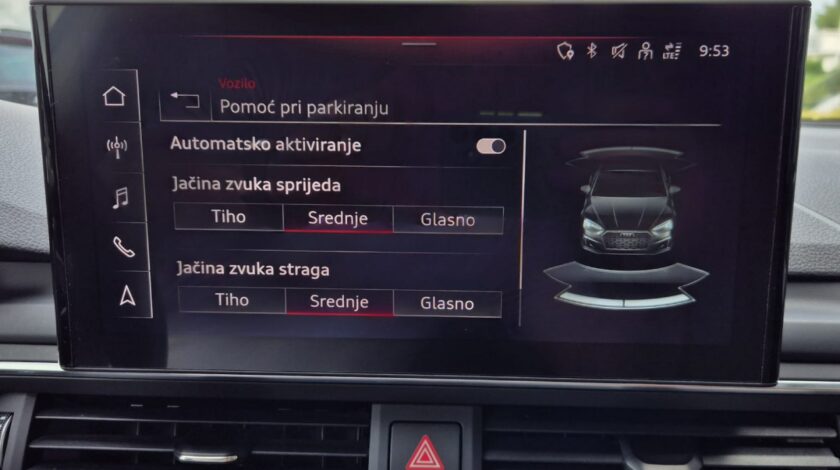 LTE 9:53
Vozilo
Pomoć pri parkiranju
Automatsko aktiviranje
Jačina zvuka sprijeda
Tiho Srednje Glasno
Jačina zvuka straga
Tiho Srednje Glasno